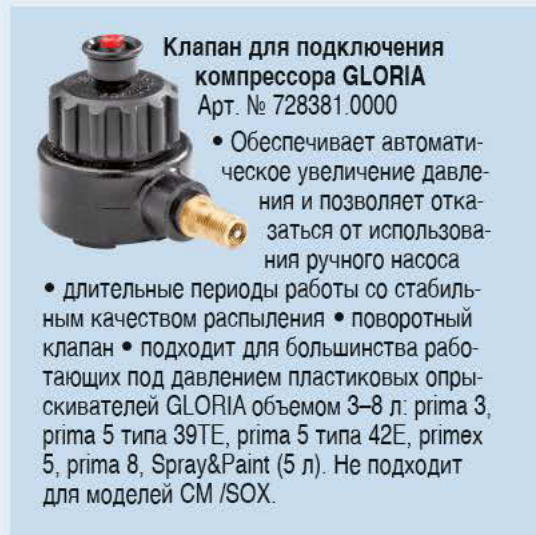 Клапан для подключения
компрессора GLORIA
Арт. № 728381.0000
• Обеспечивает автомати-
ческое увеличение давле-
ния и позволяет отка-
заться от использова-
ния ручного насоса
• длительные периоды работы со стабиль-
ным качеством распыления • поворотный
клапан • подходит для большинства рабо-
тающих под давлением пластиковых опры-
скивателей GLORIA объемом 3–8 л: prima 3,
prima 5 типа 39TE, prima 5 типа 42E, primex
5, prima 8, Spray&Paint (5 л). Не подходит
для моделей CM /SOX.